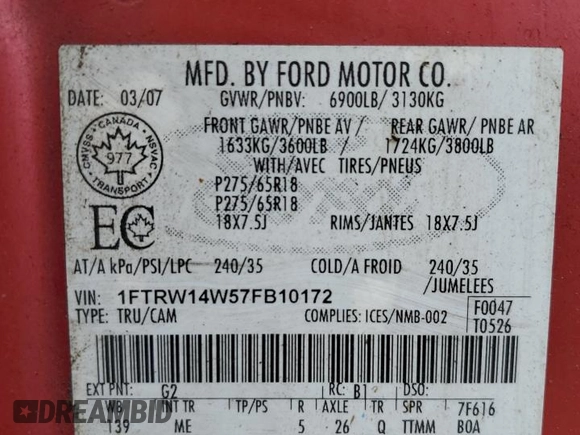 MFD. BY FORD MOTOR CO.
DATE: 03/07 GVWR/PNBV: 6900LB/ 3130KG
FRONT GAWR/PNBE AV / REAR GAWR/ PNBE AR
1633KG/3600LB / 1724KG/3800LB
WITH/AVEC TIRES/PNEUS
P275/65R18
P275/65R18
18X7.5J RIMS/JANTES 18X7.5J
CMVSS · CANADA · NSVAC
977
TRANSPORT
EC
AT/A kPa/PSI/LPC 240/35 COLD/A FROID 240/35
/JUMELEES
VIN: 1FTRW14W57FB10172
TYPE: TRU/CAM COMPLIES: ICES/NMB-002
F0047
T0526
EXT PNT: G2 RC: B1 DSO:
WB INT TR TP/PS R AXLE TR SPR 7F616
139 ME 5 26 Q TTMM BOA
DREAMBID